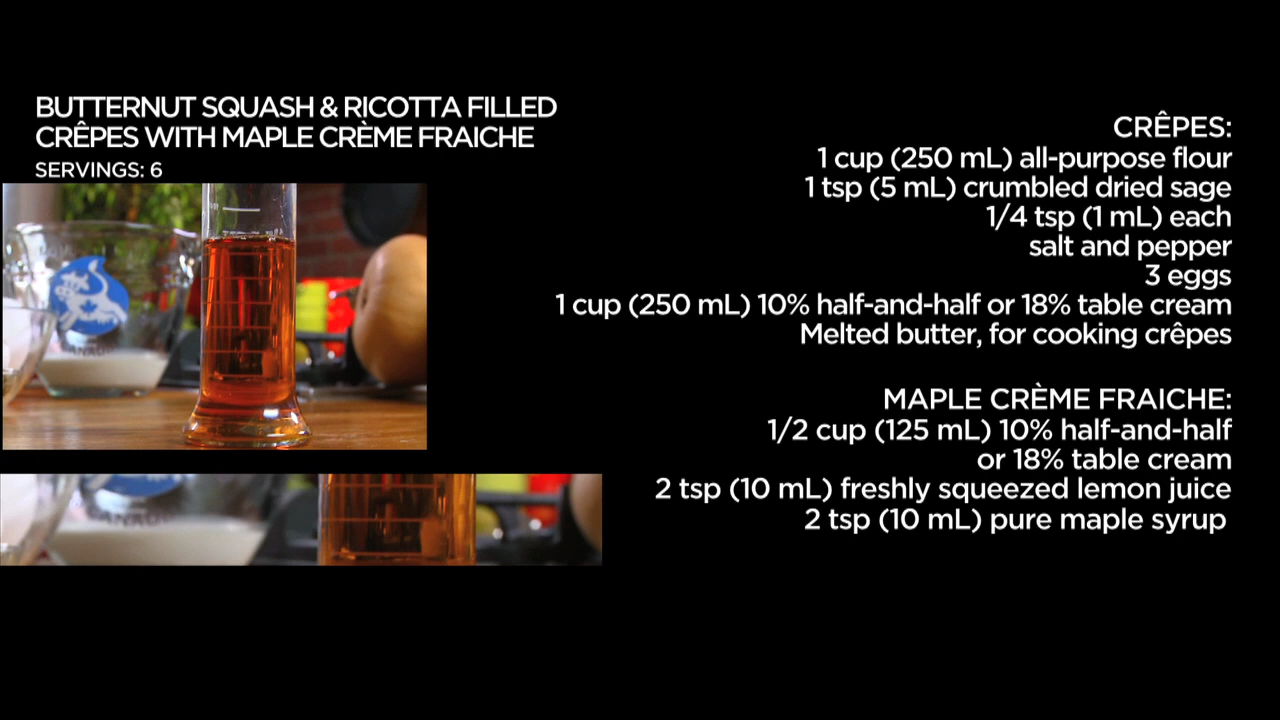 BUTTERNUT SQUASH & RICOTTA FILLED
CRÊPES WITH MAPLE CRÈME FRAICHE
SERVINGS: 6
CRÊPES:
1 cup (250 mL) all-purpose flour
1 tsp (5 mL) crumbled dried sage
1/4 tsp (1 mL) each
salt and pepper
3 eggs
1 cup (250 mL) 10% half-and-half or 18% table cream
Melted butter, for cooking crêpes
MAPLE CRÈME FRAICHE:
1/2 cup (125 mL) 10% half-and-half
or 18% table cream
2 tsp (10 mL) freshly squeezed lemon juice
2 tsp (10 mL) pure maple syrup